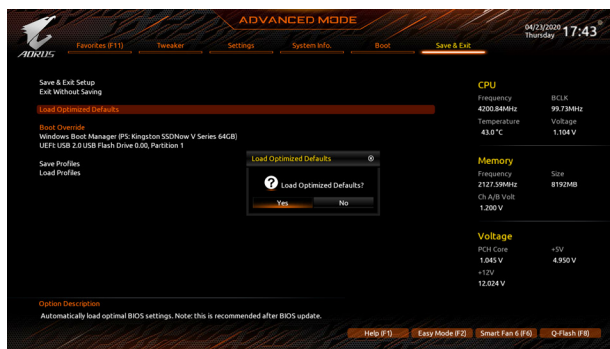 ADVANCED MODE
04/23/2020 Thursday 17:43
AORUS
Favorites (F11) Tweaker Settings System Info. Boot Save & Exit
Save & Exit Setup
Exit Without Saving
Load Optimized Defaults
Boot Override
Windows Boot Manager (P5: Kingston SSDNow V Series 64GB)
UEFI: USB 2.0 USB Flash Drive 0.00, Partition 1
Save Profiles
Load Profiles
Load Optimized Defaults
Load Optimized Defaults?
Yes No
CPU
Frequency BCLK
4200.84MHz 99.73MHz
Temperature Voltage
43.0 °C 1.104 V
Memory
Frequency Size
2127.59MHz 8192MB
Ch A/B Volt
1.200 V
Voltage
PCH Core +5V
1.045 V 4.950 V
+12V
12.024 V
Option Description
Automatically load optimal BIOS settings. Note: this is recommended after BIOS update.
Help (F1) Easy Mode (F2) Smart Fan 6 (F6) Q-Flash (F8)